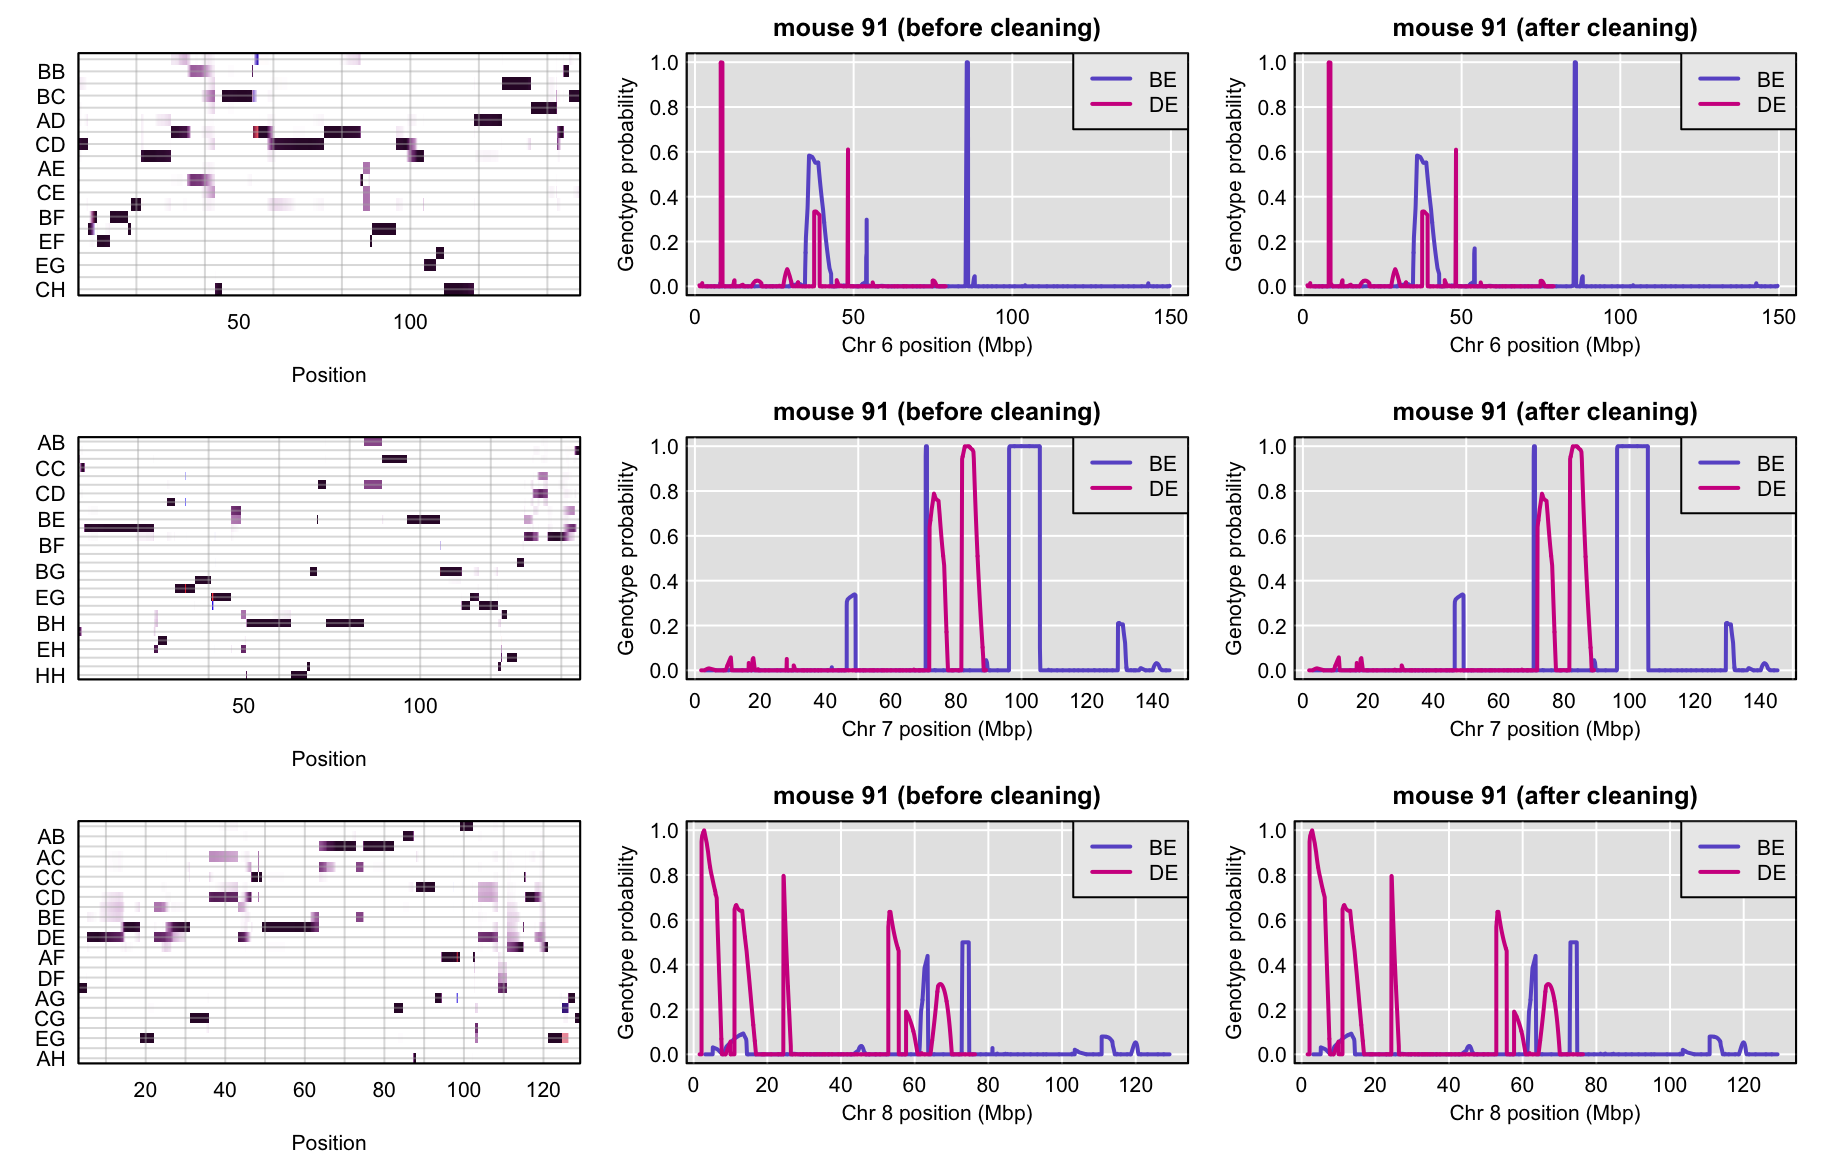 BB
BC
AD
CD
AE
CE
BF
EF
EG
CH
50 100
Position
mouse 91 (before cleaning)
Genotype probability
1.0
0.8
0.6
0.4
0.2
0.0
BE
DE
0 50 100 150
Chr 6 position (Mbp)
mouse 91 (after cleaning)
Genotype probability
1.0
0.8
0.6
0.4
0.2
0.0
BE
DE
0 50 100 150
Chr 6 position (Mbp)
AB
CC
CD
BE
BF
BG
EG
BH
EH
HH
50 100
Position
mouse 91 (before cleaning)
Genotype probability
1.0
0.8
0.6
0.4
0.2
0.0
BE
DE
0 20 40 60 80 100 120 140
Chr 7 position (Mbp)
mouse 91 (after cleaning)
Genotype probability
1.0
0.8
0.6
0.4
0.2
0.0
BE
DE
0 20 40 60 80 100 120 140
Chr 7 position (Mbp)
AB
AC
CC
CD
BE
DE
AF
DF
AG
CG
EG
AH
20 40 60 80 100 120
Position
mouse 91 (before cleaning)
Genotype probability
1.0
0.8
0.6
0.4
0.2
0.0
BE
DE
0 20 40 60 80 100 120
Chr 8 position (Mbp)
mouse 91 (after cleaning)
Genotype probability
1.0
0.8
0.6
0.4
0.2
0.0
BE
DE
0 20 40 60 80 100 120
Chr 8 position (Mbp)